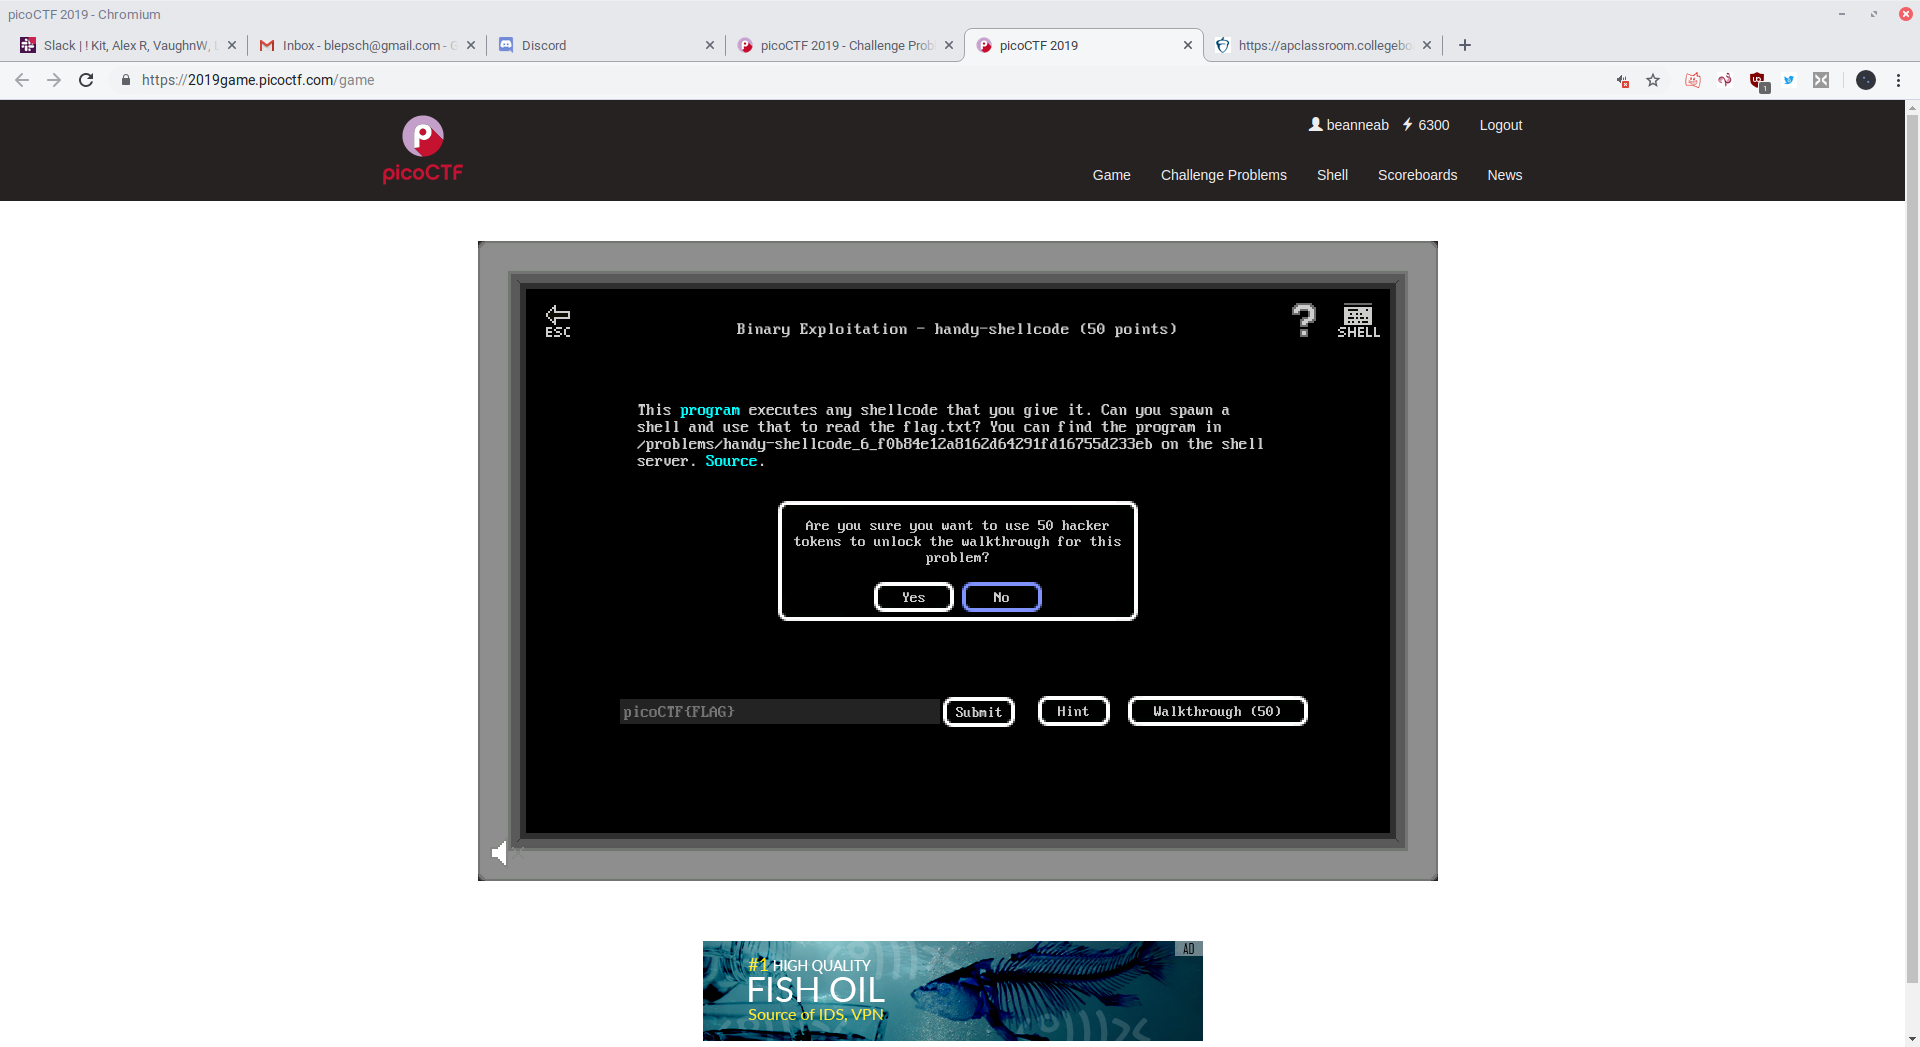 picoCTF 2019 - Chromium
Slack | ! Kit, Alex R, VaughnW,
Inbox - blepsch@gmail.com - G
Discord
picoCTF 2019 - Challenge Prob
picoCTF 2019
https://apclassroom.collegebo
https://2019game.picoctf.com/game
1
picoCTF
beanneab 6300 Logout
Game Challenge Problems Shell Scoreboards News
ESC
Binary Exploitation - handy-shellcode (50 points)
?
SHELL
This program executes any shellcode that you give it. Can you spawn a
shell and use that to read the flag.txt? You can find the program in
/problems/handy-shellcode_6_f0b84e12a8162d64291fd16755d233eb on the shell
server. Source.
Are you sure you want to use 50 hacker
tokens to unlock the walkthrough for this
problem?
Yes No
picoCTF{FLAG} Submit Hint Walkthrough (50)
AD
#1 HIGH QUALITY
FISH OIL
Source of IDS, VPN